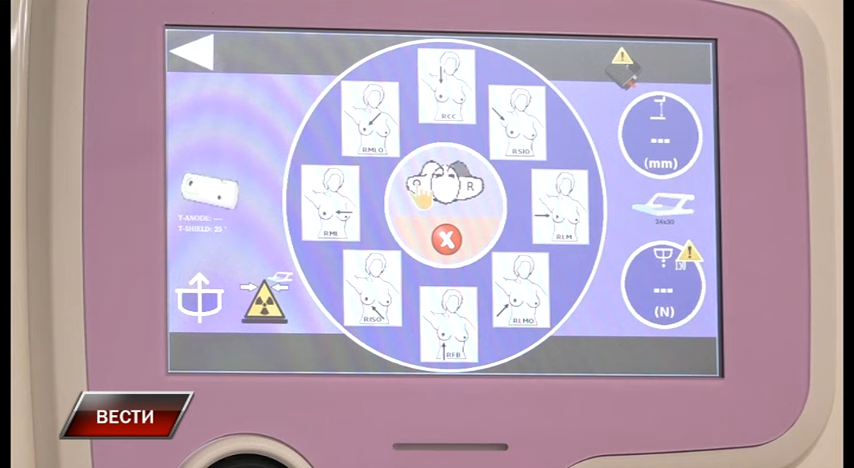 RCC
RMLO
RSIO
RML
RLM
RISO
RLMO
RFB
R
T-ANODE: ---
T-SHIELD: 25 °
---
(mm)
24x30
---
(N)
ВЕСТИ